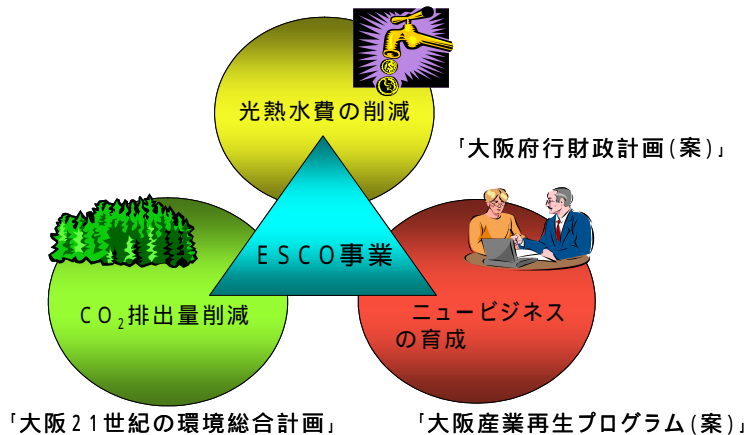 光熱水費の削減
「大阪府行財政計画(案)」
ESCO事業
CO₂排出量削減
ニュービジネス
の育成
「大阪21世紀の環境総合計画」
「大阪産業再生プログラム(案)」